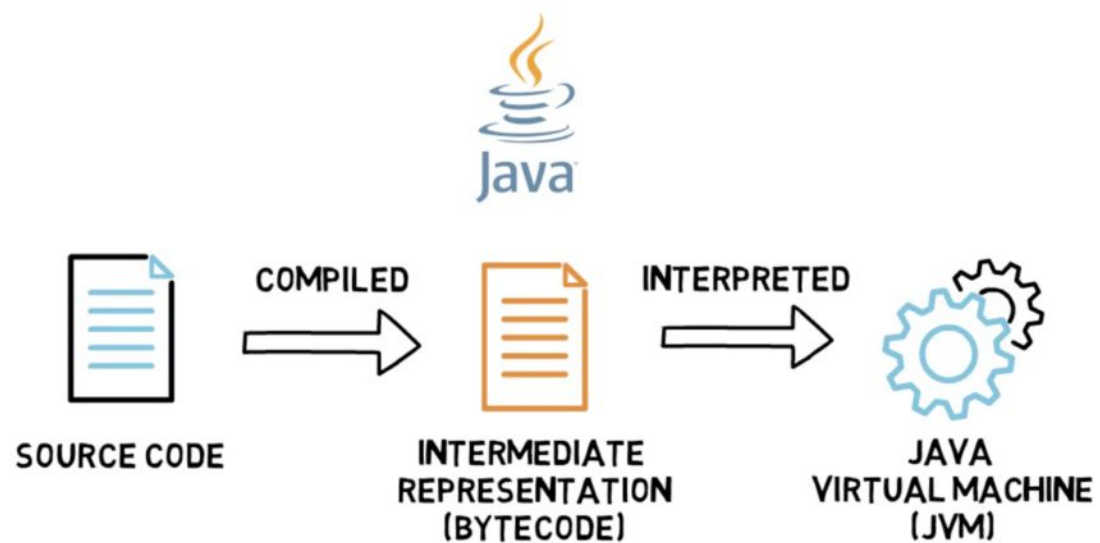 Java
COMPILED
INTERPRETED
SOURCE CODE
INTERMEDIATE
REPRESENTATION
(BYTECODE)
JAVA
VIRTUAL MACHINE
(JVM)